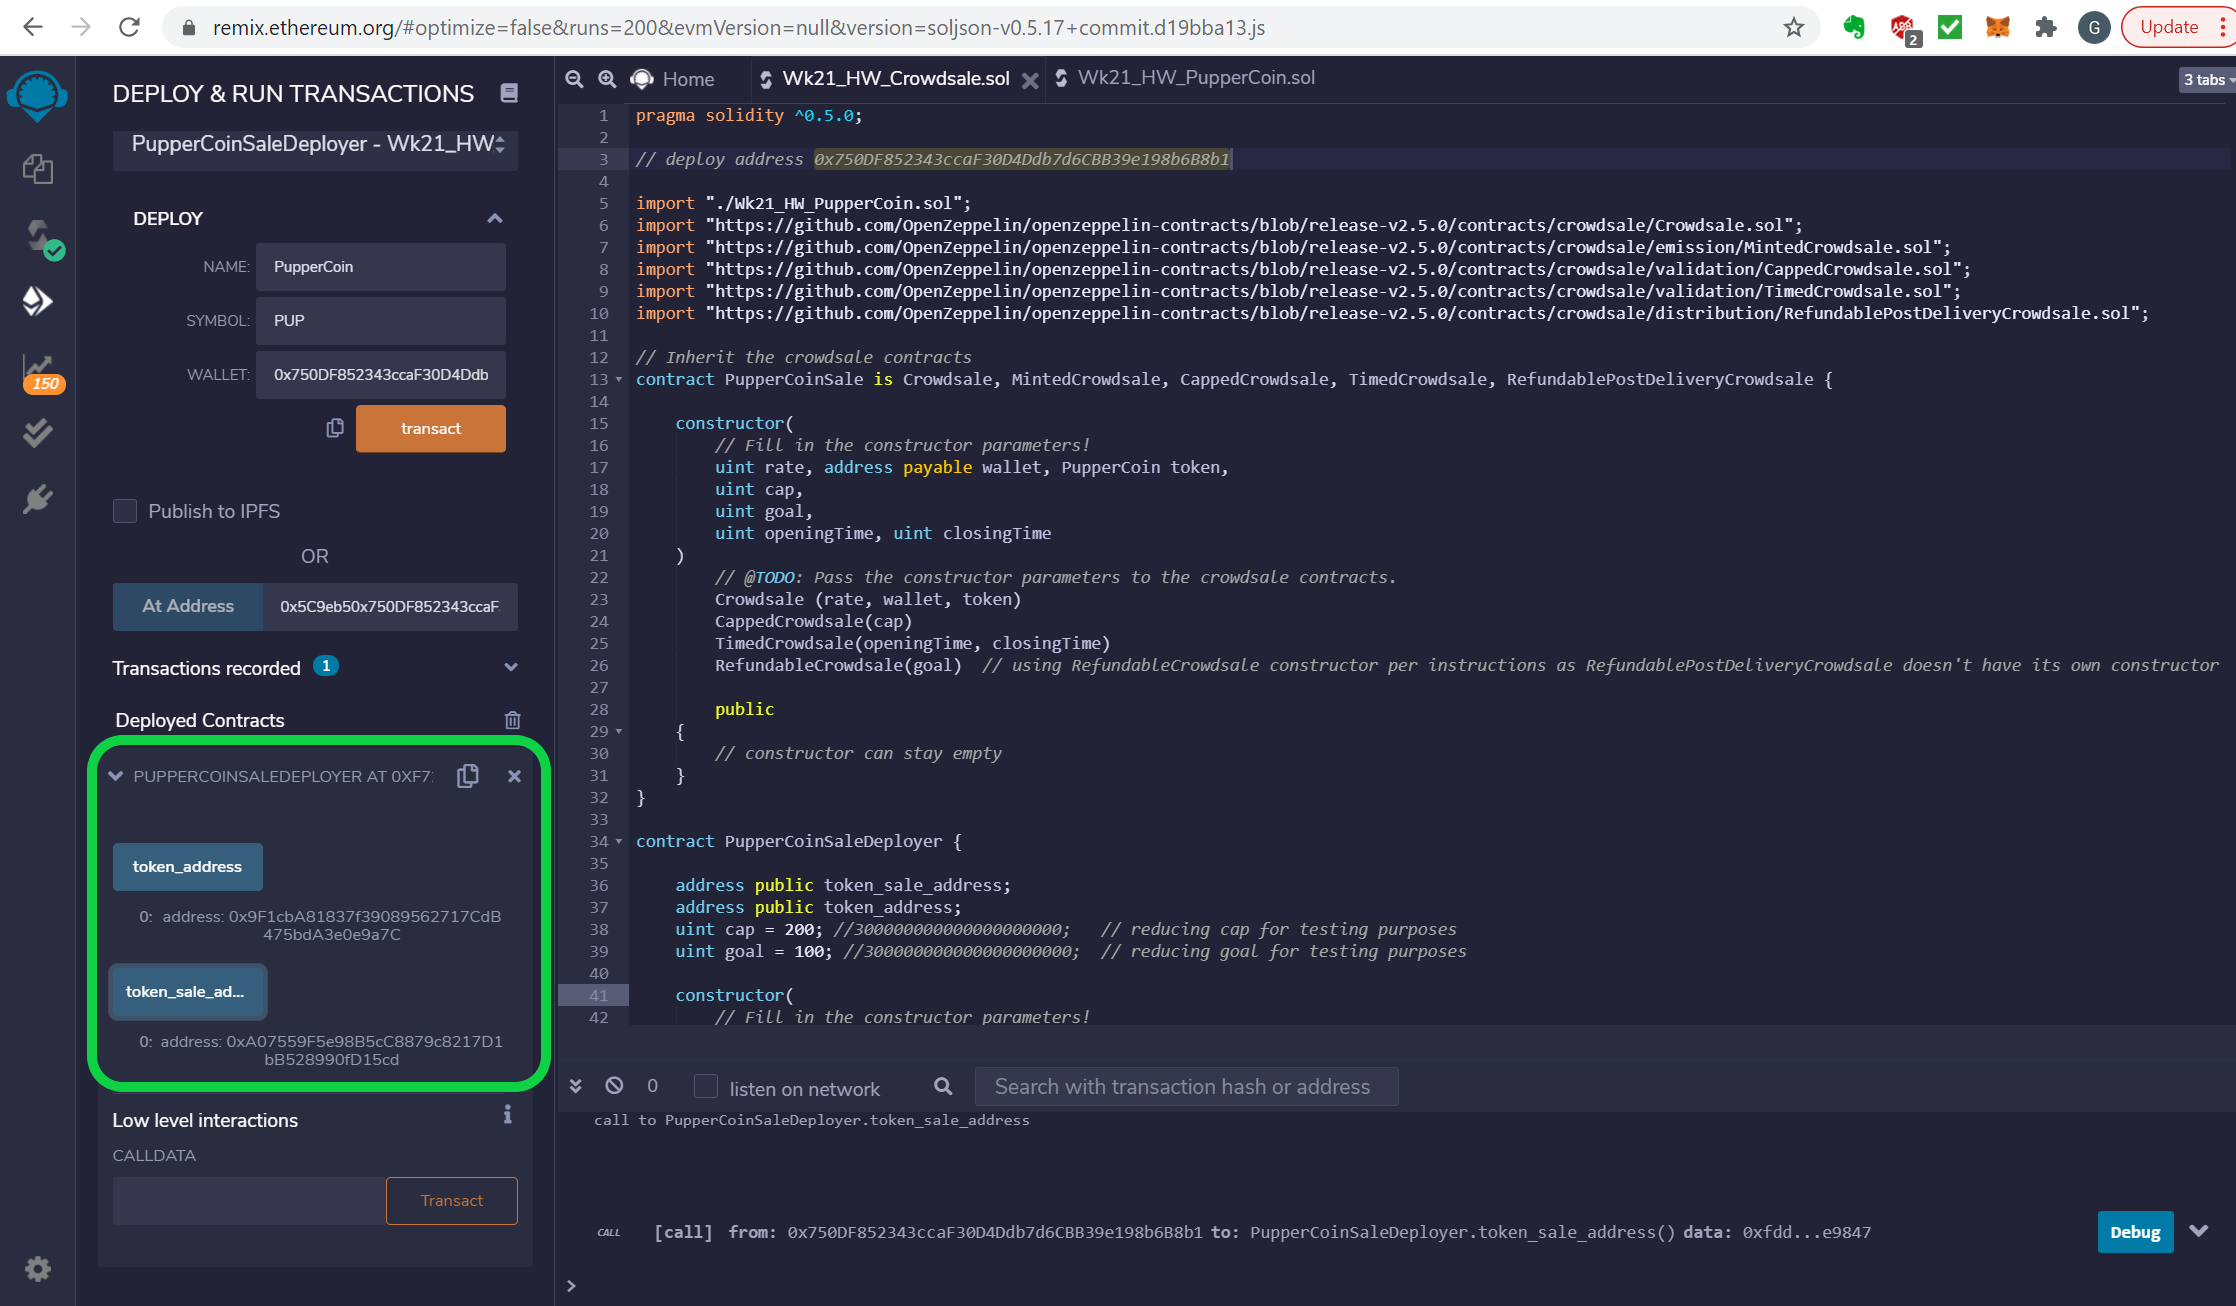 remix.ethereum.org/#optimize=false&runs=200&evmVersion=null&version=soljson-v0.5.17+commit.d19bba13.js
2
G
Update
DEPLOY & RUN TRANSACTIONS
PupperCoinSaleDeployer - Wk21_HW
DEPLOY
NAME: PupperCoin
SYMBOL: PUP
WALLET: 0x750DF852343ccaF30D4Ddb
transact
Publish to IPFS
OR
At Address 0x5C9eb50x750DF852343ccaF
Transactions recorded 1
Deployed Contracts
PUPPERCOINSALEDEPLOYER AT 0XF7
token_address
0: address: 0x9F1cbA81837f39089562717CdB
475bdA3e0e9a7C
token_sale_ad...
0: address: 0xA07559F5e98B5cC8879c8217D1
bB528990fD15cd
Low level interactions
CALLDATA
Transact
150
Home
Wk21_HW_Crowdsale.sol
Wk21_HW_PupperCoin.sol
3 tabs
1 pragma solidity ^0.5.0;
2
3 // deploy address 0x750DF852343ccaF30D4Ddb7d6CBB39e198b6B8b1
4
5 import "./Wk21_HW_PupperCoin.sol";
6 import "https://github.com/OpenZeppelin/openzeppelin-contracts/blob/release-v2.5.0/contracts/crowdsale/Crowdsale.sol";
7 import "https://github.com/OpenZeppelin/openzeppelin-contracts/blob/release-v2.5.0/contracts/crowdsale/emission/MintedCrowdsale.sol";
8 import "https://github.com/OpenZeppelin/openzeppelin-contracts/blob/release-v2.5.0/contracts/crowdsale/validation/CappedCrowdsale.sol";
9 import "https://github.com/OpenZeppelin/openzeppelin-contracts/blob/release-v2.5.0/contracts/crowdsale/validation/TimedCrowdsale.sol";
10 import "https://github.com/OpenZeppelin/openzeppelin-contracts/blob/release-v2.5.0/contracts/crowdsale/distribution/RefundablePostDeliveryCrowdsale.sol";
11
12 // Inherit the crowdsale contracts
13 contract PupperCoinSale is Crowdsale, MintedCrowdsale, CappedCrowdsale, TimedCrowdsale, RefundablePostDeliveryCrowdsale {
14
15 constructor(
16 // Fill in the constructor parameters!
17 uint rate, address payable wallet, PupperCoin token,
18 uint cap,
19 uint goal,
20 uint openingTime, uint closingTime
21 )
22 // @TODO: Pass the constructor parameters to the crowdsale contracts.
23 Crowdsale (rate, wallet, token)
24 CappedCrowdsale(cap)
25 TimedCrowdsale(openingTime, closingTime)
26 RefundableCrowdsale(goal) // using RefundableCrowdsale constructor per instructions as RefundablePostDeliveryCrowdsale doesn't have its own constructor
27
28 public
29 {
30 // constructor can stay empty
31 }
32 }
33
34 contract PupperCoinSaleDeployer {
35
36 address public token_sale_address;
37 address public token_address;
38 uint cap = 200; //300000000000000000000; // reducing cap for testing purposes
39 uint goal = 100; //300000000000000000000; // reducing goal for testing purposes
40
41 constructor(
42 // Fill in the constructor parameters!
0
listen on network
Search with transaction hash or address
call to PupperCoinSaleDeployer.token_sale_address
CALL [call] from: 0x750DF852343ccaF30D4Ddb7d6CBB39e198b6B8b1 to: PupperCoinSaleDeployer.token_sale_address() data: 0xfdd...e9847
Debug
>